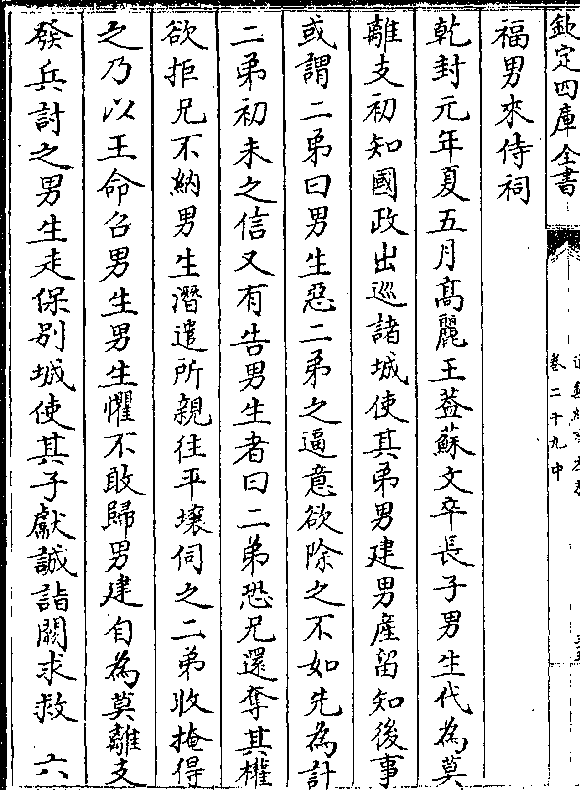 欽定四庫全書
卷二十九中
福男來侍祠
乾封元年夏五月髙麗王葢蘇文卒長子男生代為莫
離支初知國政出巡諸城使其弟男建男産留知後事
或謂二弟曰男生惡二弟之逼意欲除之不如先為計
二弟初未之信又有告男生者曰二弟恐兄還奪其權
欲拒兄不納男生潛遣所親往平壤伺之二弟收掩得
之乃以王命召男生男生懼不敢歸男建自為莫離支
發兵討之男生走保别城使其子獻誠詣闕求救　六